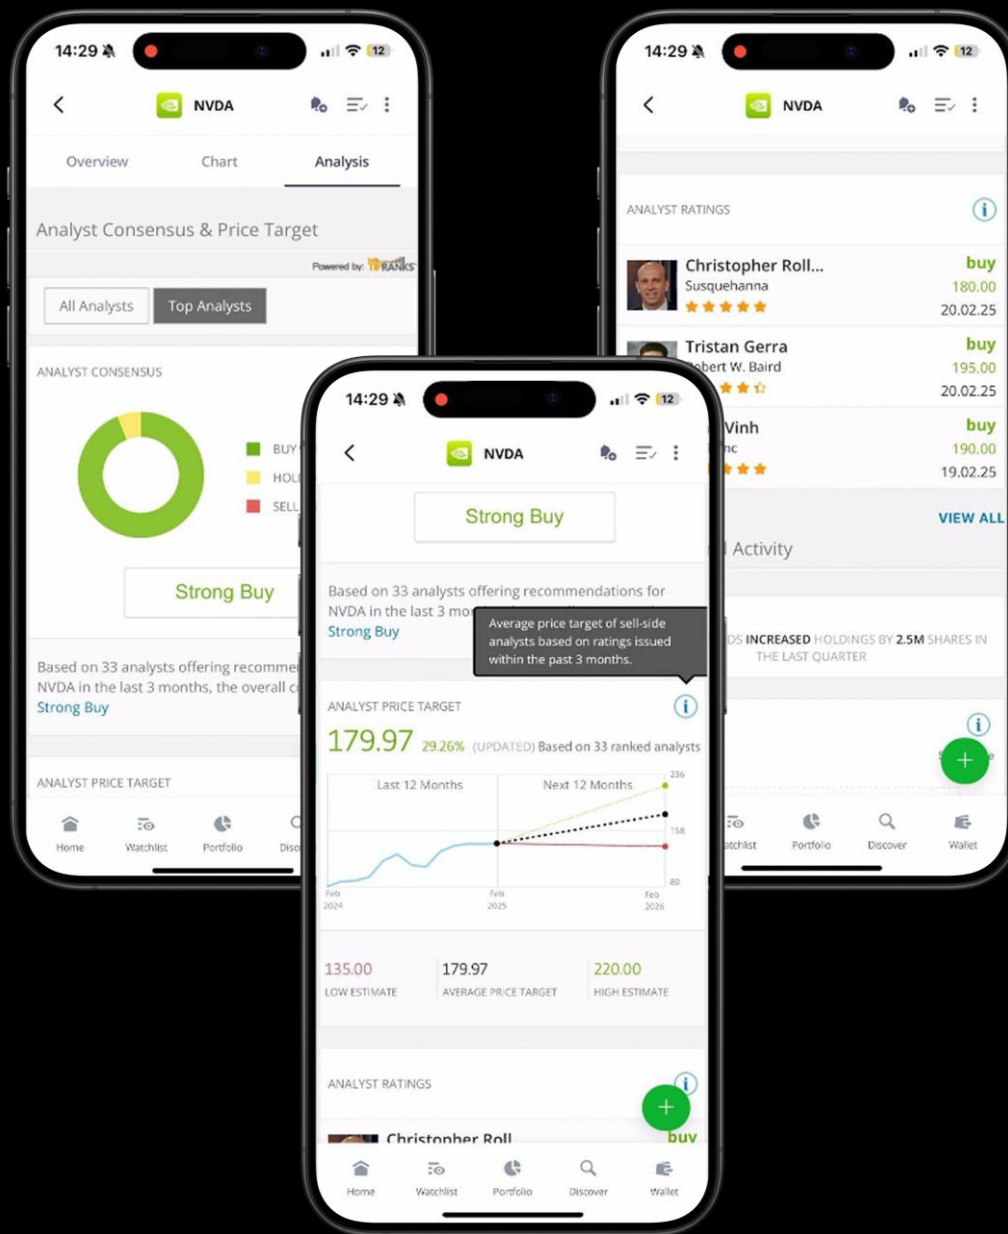 14:29
12
NVDA
Overview
Chart
Analysis
Analyst Consensus & Price Target
Powered by: TIPRANKS
All Analysts
Top Analysts
ANALYST CONSENSUS
BUY
SELL
Strong Buy
Based on 33 analysts offering
NVDA in the last 3 months, the overall
Strong Buy
ANALYST PRICE TARGET
Home
Watchlist
Portfolio
14:29
12
NVDA
Strong Buy
Based on 33 analysts offering recommendations for
NVDA in the last 3
Strong Buy
Average price target of sell-side
analysts based on ratings issued
within the past 3 months.
ANALYST PRICE TARGET
179.97 29.26% (UPDATED) Based on 33 ranked analysts
Last 12 Months
Next 12 Months
236
158
80
Feb
2024
Feb
2025
Feb
2026
135.00
LOW ESTIMATE
179.97
AVERAGE PRICE TARGET
220.00
HIGH ESTIMATE
ANALYST RATINGS
Christopher Roll
buy
Home
Watchlist
Portfolio
Discover
Wallet
14:29
12
NVDA
ANALYST RATINGS
Christopher Roll...
Susquehanna
buy
180.00
20.02.25
Tristan Gerra
Robert W. Baird
buy
195.00
20.02.25
Vinh
buy
190.00
19.02.25
VIEW ALL
Activity
INCREASED HOLDINGS BY 2.5M SHARES IN
THE LAST QUARTER
Portfolio
Discover
Wallet